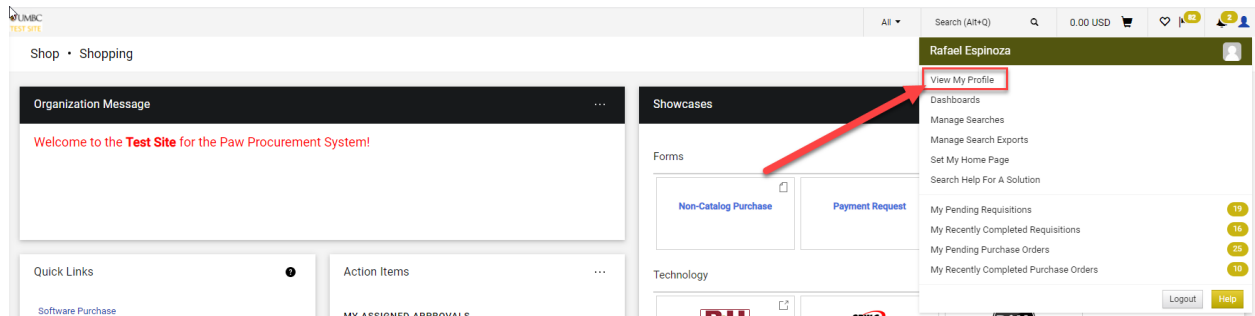 UMBC
TEST SITE
All
Search (Alt+Q)
0.00 USD
82
2
Shop • Shopping
Rafael Espinoza
View My Profile
Dashboards
Manage Searches
Manage Search Exports
Set My Home Page
Search Help For A Solution
My Pending Requisitions 19
My Recently Completed Requisitions 16
My Pending Purchase Orders 25
My Recently Completed Purchase Orders 10
Logout Help
Organization Message ...
Welcome to the Test Site for the Paw Procurement System!
Showcases
Forms
Non-Catalog Purchase
Payment Request
Quick Links
Software Purchase
Action Items ...
MY ASSIGNED APPROVALS
Technology